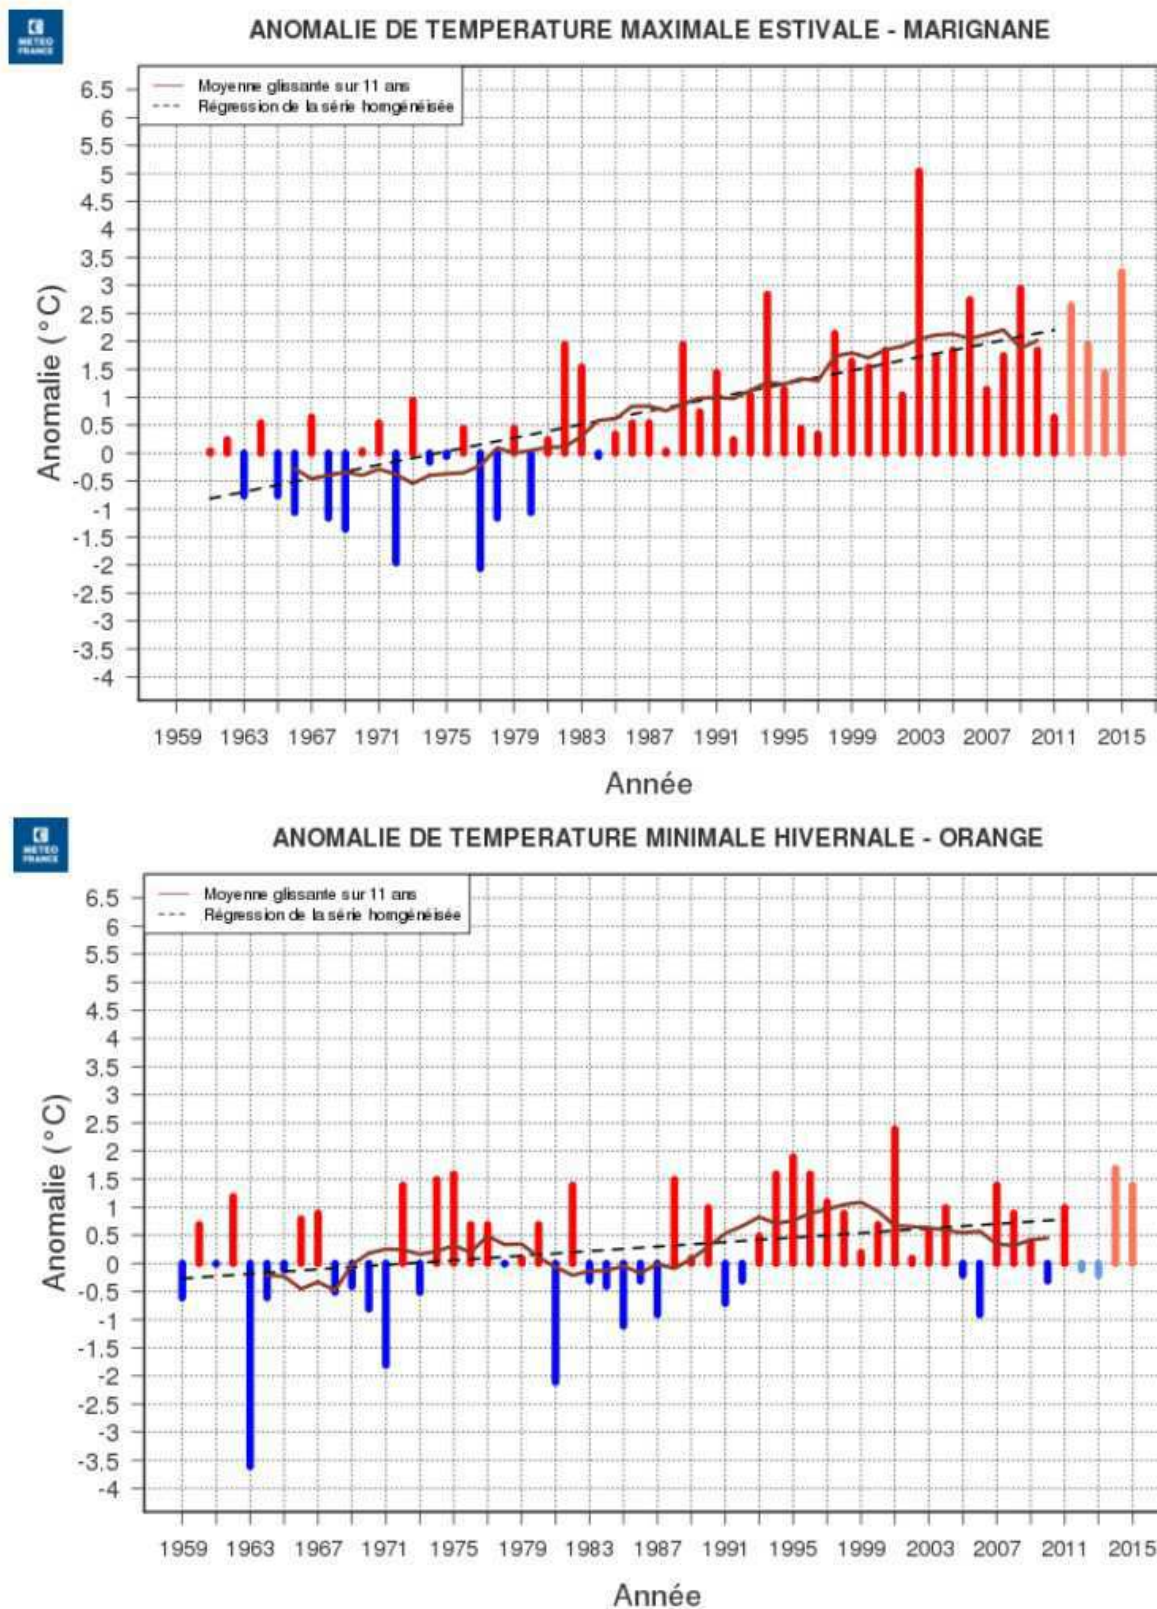 METEO
FRANCE
ANOMALIE DE TEMPERATURE MAXIMALE ESTIVALE - MARIGNANE
Moyenne glissante sur 11 ans
Régression de la série homgénéisée
6.5
6
5.5
5
4.5
4
3.5
3
2.5
2
1.5
1
0.5
0
-0.5
-1
-1.5
-2
-2.5
-3
-3.5
-4
Anomalie (°C)
1959 1963 1967 1971 1975 1979 1983 1987 1991 1995 1999 2003 2007 2011 2015
Année
METEO
FRANCE
ANOMALIE DE TEMPERATURE MINIMALE HIVERNALE - ORANGE
Moyenne glissante sur 11 ans
Régression de la série homgénéisée
6.5
6
5.5
5
4.5
4
3.5
3
2.5
2
1.5
1
0.5
0
-0.5
-1
-1.5
-2
-2.5
-3
-3.5
-4
Anomalie (°C)
1959 1963 1967 1971 1975 1979 1983 1987 1991 1995 1999 2003 2007 2011 2015
Année